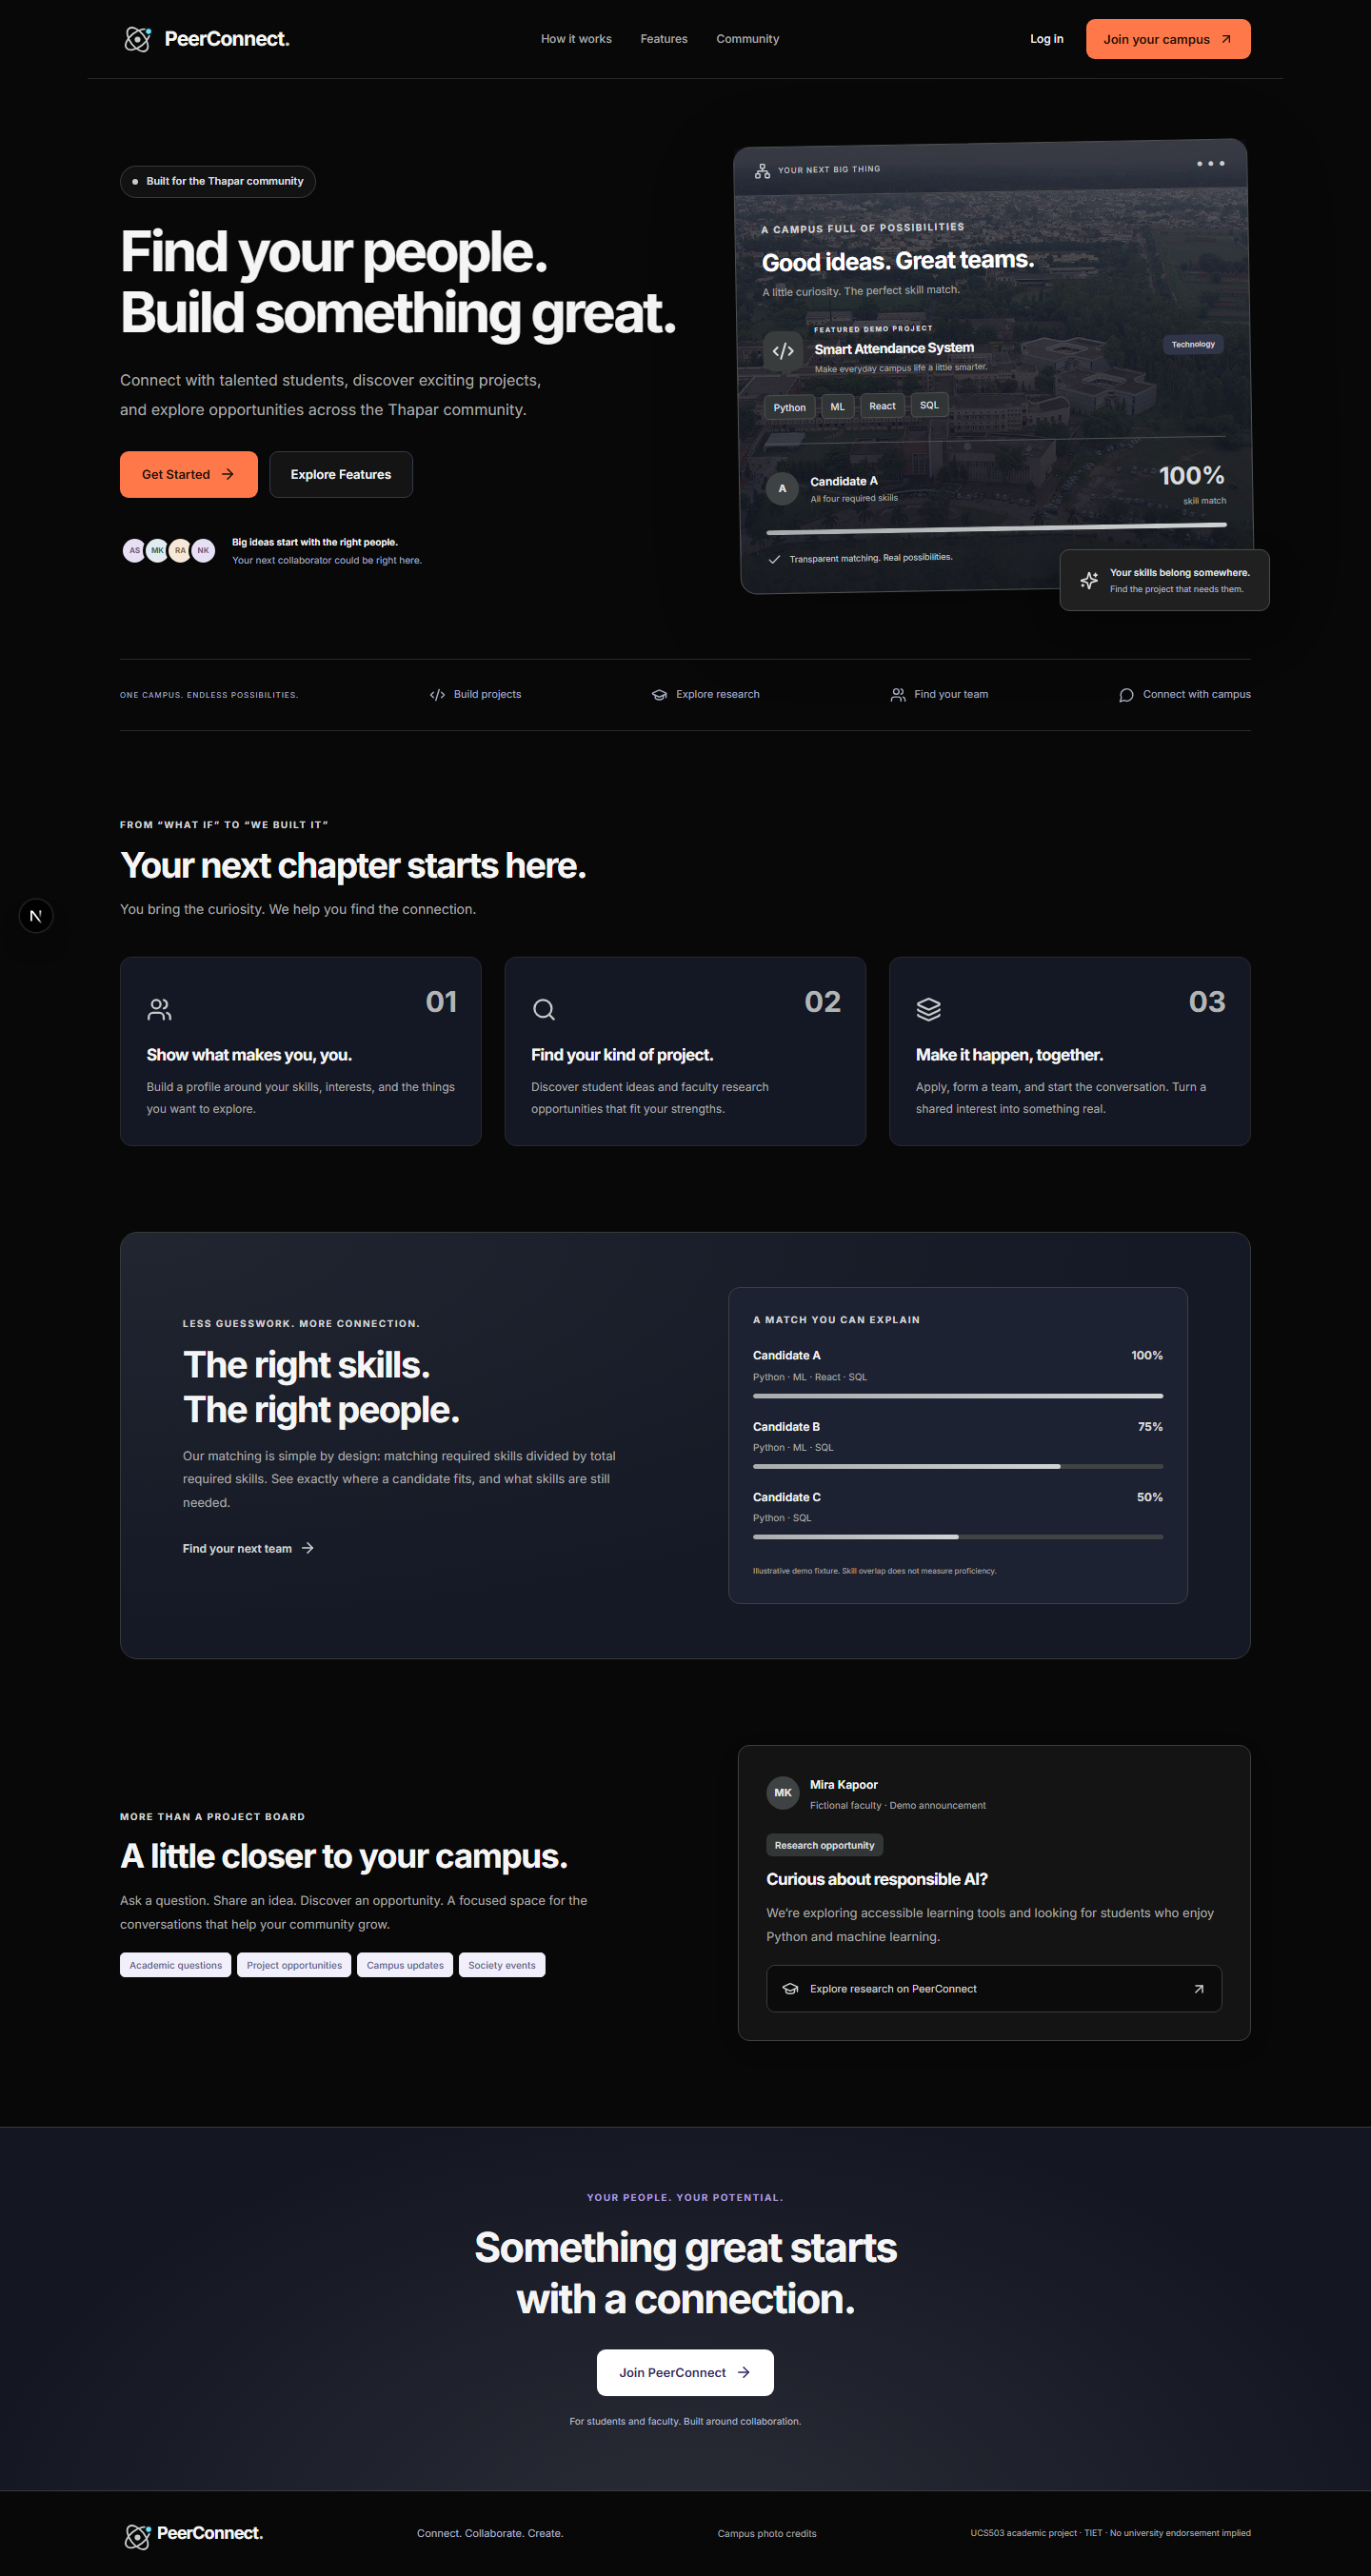 PeerConnect.
How it works
Features
Community
Log in
Join your campus
Built for the Thapar community
Find your people.
Build something great.
Connect with talented students, discover exciting projects,
and explore opportunities across the Thapar community.
Get Started
Explore Features
AS
MK
RA
NK
Big ideas start with the right people.
Your next collaborator could be right here.
YOUR NEXT BIG THING
A CAMPUS FULL OF POSSIBILITIES
Good ideas. Great teams.
A little curiosity. The perfect skill match.
FEATURED DEMO PROJECT
Smart Attendance System
Make everyday campus life a little smarter.
Technology
Python
ML
React
SQL
A
Candidate A
All four required skills
100%
skill match
Transparent matching. Real possibilities.
Your skills belong somewhere.
Find the project that needs them.
ONE CAMPUS. ENDLESS POSSIBILITIES.
Build projects
Explore research
Find your team
Connect with campus
FROM “WHAT IF” TO “WE BUILT IT”
Your next chapter starts here.
You bring the curiosity. We help you find the connection.
N
01
Show what makes you, you.
Build a profile around your skills, interests, and the things
you want to explore.
02
Find your kind of project.
Discover student ideas and faculty research
opportunities that fit your strengths.
03
Make it happen, together.
Apply, form a team, and start the conversation. Turn a
shared interest into something real.
LESS GUESSWORK. MORE CONNECTION.
The right skills.
The right people.
Our matching is simple by design: matching required skills divided by total
required skills. See exactly where a candidate fits, and what skills are still
needed.
Find your next team
A MATCH YOU CAN EXPLAIN
Candidate A
100%
Python · ML · React · SQL
Candidate B
75%
Python · ML · SQL
Candidate C
50%
Python · SQL
Illustrative demo fixture. Skill overlap does not measure proficiency.
MORE THAN A PROJECT BOARD
A little closer to your campus.
Ask a question. Share an idea. Discover an opportunity. A focused space for the
conversations that help your community grow.
Academic questions
Project opportunities
Campus updates
Society events
MK
Mira Kapoor
Fictional faculty · Demo announcement
Research opportunity
Curious about responsible AI?
We’re exploring accessible learning tools and looking for students who enjoy
Python and machine learning.
Explore research on PeerConnect
YOUR PEOPLE. YOUR POTENTIAL.
Something great starts
with a connection.
Join PeerConnect
For students and faculty. Built around collaboration.
PeerConnect.
Connect. Collaborate. Create.
Campus photo credits
UCS503 academic project · TIET · No university endorsement implied